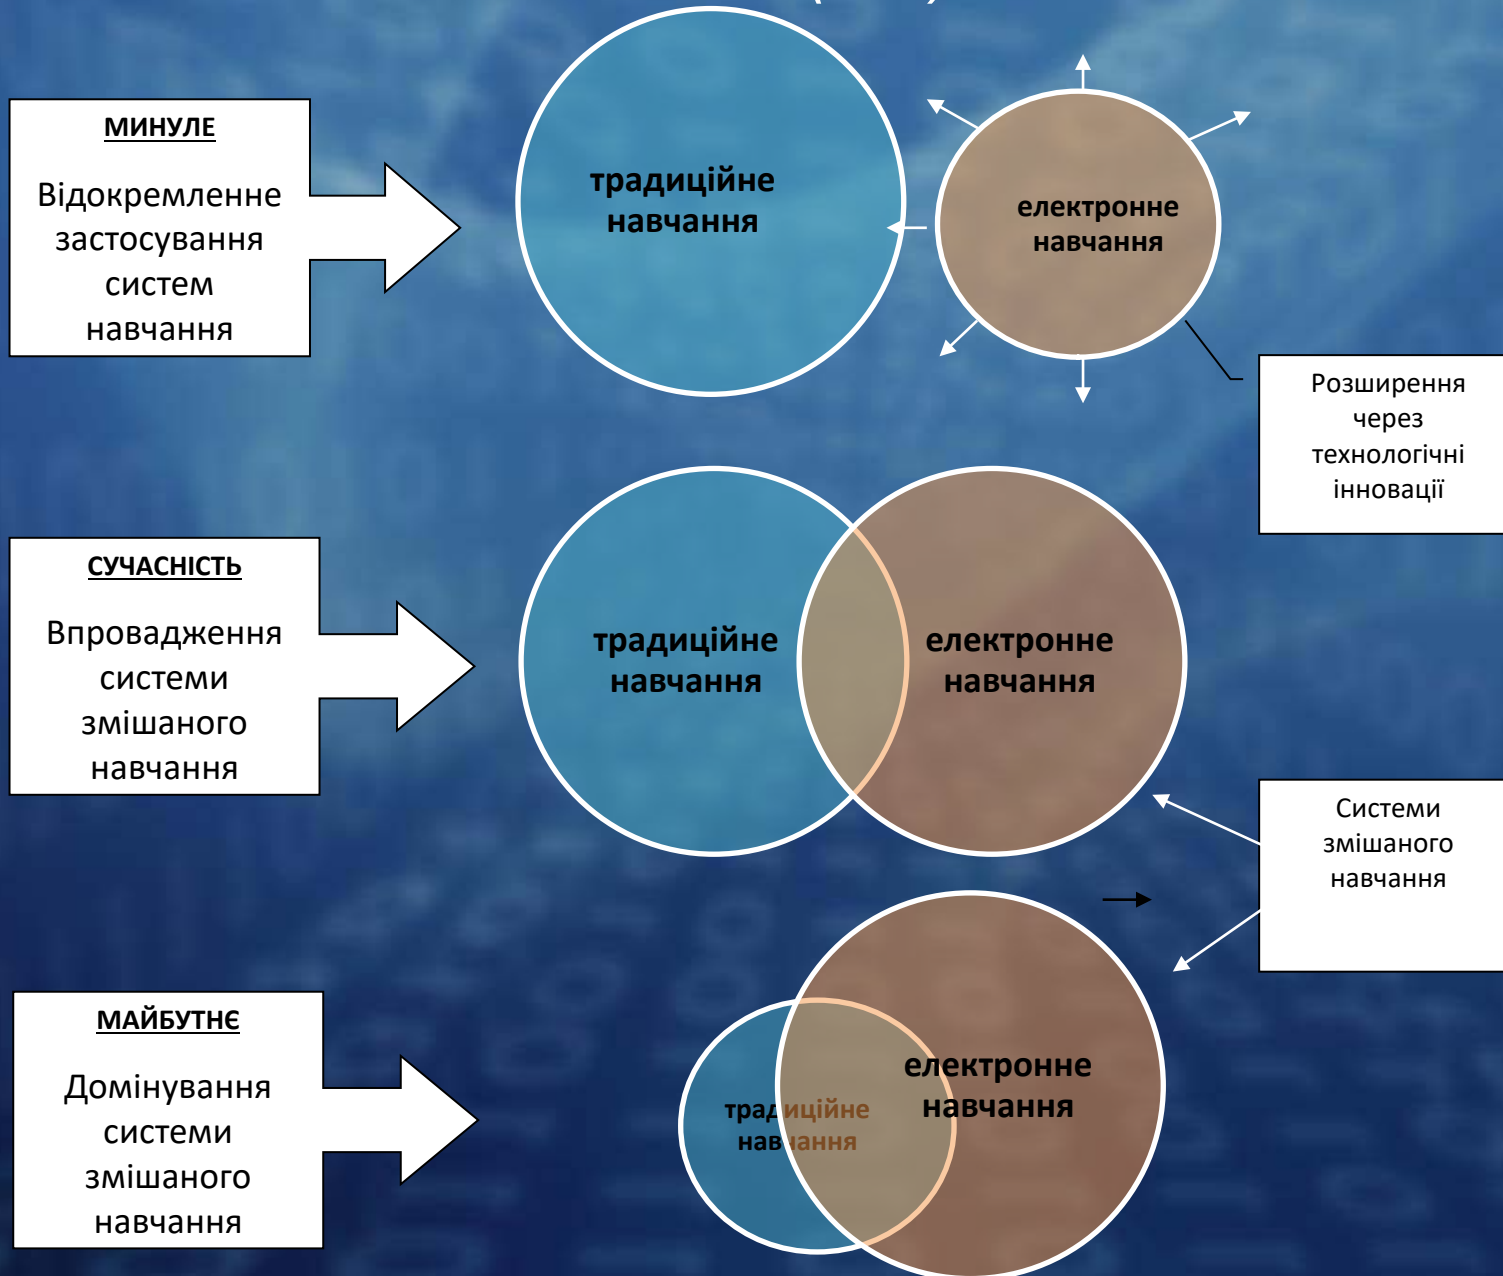 МИНУЛЕ
Відокремленне
застосування
систем
навчання
традиційне
навчання
електронне
навчання
Розширення
через
технологічні
інновації
СУЧАСНІСТЬ
Впровадження
системи
змішаного
навчання
традиційне
навчання
електронне
навчання
Системи
змішаного
навчання
МАЙБУТНЄ
Домінування
системи
змішаного
навчання
традиційне
навчання
електронне
навчання